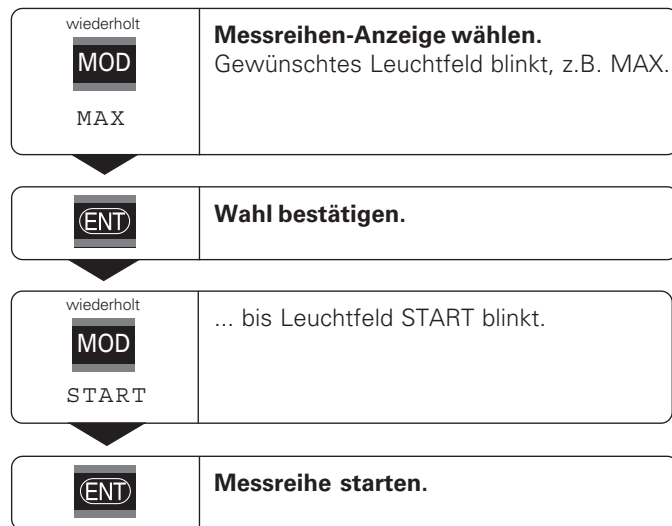 wiederholt
MOD
MAX
Messreihen-Anzeige wählen.
Gewünschtes Leuchtfeld blinkt, z.B. MAX.
ENT
Wahl bestätigen.
wiederholt
MOD
START
... bis Leuchtfeld START blinkt.
ENT
Messreihe starten.